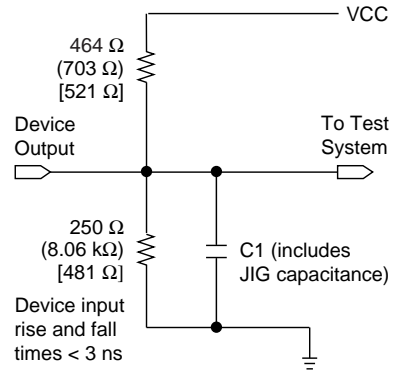 VCC
464 Ω
(703 Ω)
[521 Ω]
Device
Output
To Test
System
250 Ω
(8.06 kΩ)
[481 Ω]
C1 (includes
JIG capacitance)
Device input
rise and fall
times < 3 ns